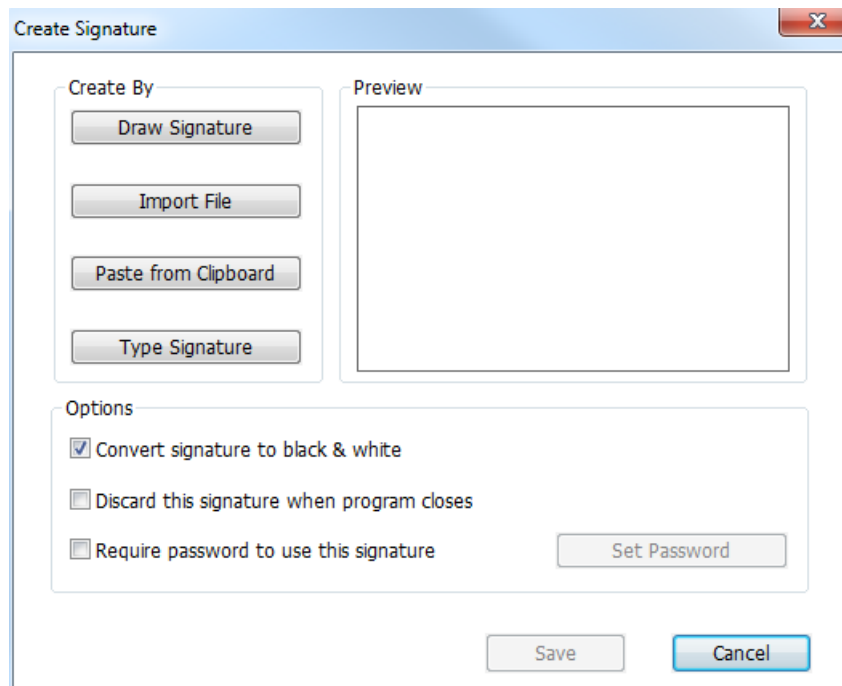 Create Signature
Create By
Draw Signature
Import File
Paste from Clipboard
Type Signature
Preview
Options
Convert signature to black & white
Discard this signature when program closes
Require password to use this signature
Set Password
Save
Cancel